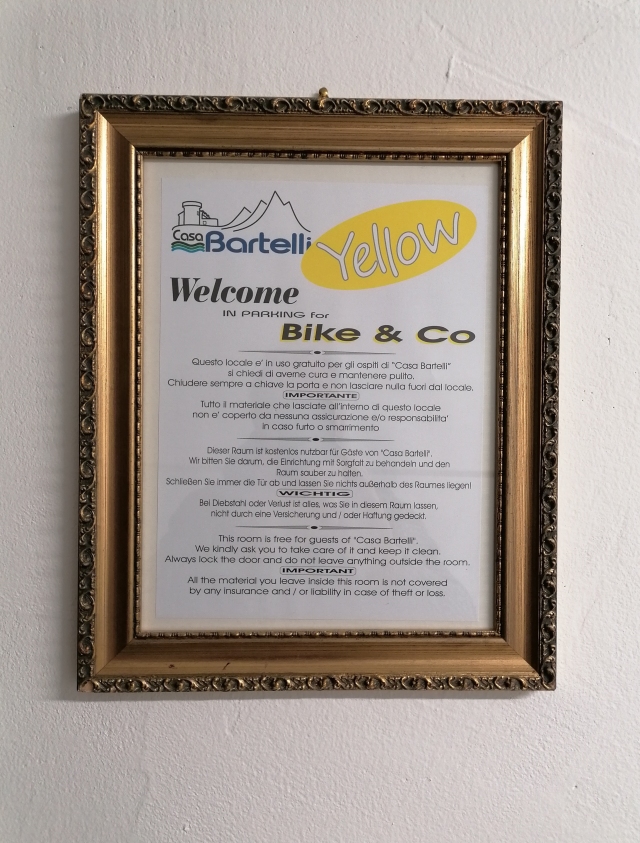 Casa
Bartelli
Yellow
Welcome
IN PARKING for
Bike & Co
Questo locale e' in uso gratuito per gli ospiti di "Casa Bartelli"
si chiedi di averne cura e mantenere pulito.
Chiudere sempre a chiave la porta e non lasciare nulla fuori dal locale.
IMPORTANTE
Tutto il materiale che lasciate all'interno di questo locale
non e' coperto da nessuna assicurazione e/o responsabilita'
in caso furto o smarrimento
Dieser Raum ist kostenlos nutzbar für Gäste von "Casa Bartelli".
Wir bitten Sie darum, die Einrichtung mit Sorgfalt zu behandeln und den
Raum sauber zu halten.
Schließen Sie immer die Tür ab und lassen Sie nichts außerhalb des Raumes liegen!
WICHTIG
Bei Diebstahl oder Verlust ist alles, was Sie in diesem Raum lassen,
nicht durch eine Versicherung und / oder Haftung gedeckt.
This room is free for guests of "Casa Bartelli".
We kindly ask you to take care of it and keep it clean.
Always lock the door and do not leave anything outside the room.
IMPORTANT
All the material you leave inside this room is not covered
by any insurance and / or liability in case of theft or loss.